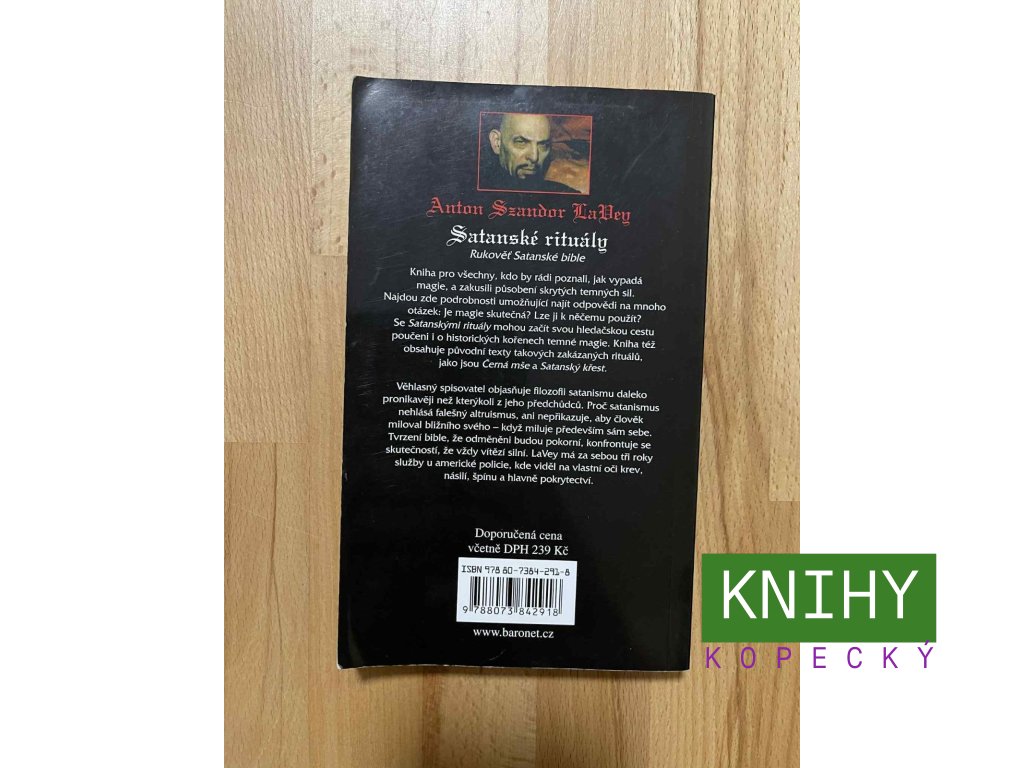 Anton Szandor LaVey
Satanské rituály
Rukověť Satanské bible
Kniha pro všechny, kdo by rádi poznali, jak vypadá
magie, a zakusili působení skrytých temných sil.
Najdou zde podrobnosti umožňující najít odpovědi na mnoho
otázek: Je magie skutečná? Lze ji k něčemu použít?
Se Satanskými rituály mohou začít svou hledačskou cestu
poučeni i o historických kořenech temné magie. Kniha též
obsahuje původní texty takových zakázaných rituálů,
jako jsou Černá mše a Satanský křest.
Věhlasný spisovatel objasňuje filozofii satanismu daleko
pronikavěji než kterýkoli z jeho předchůdců. Proč satanismus
nehlásá falešný altruismus, ani nepřikazuje, aby člověk
miloval bližního svého – když miluje především sám sebe.
Tvrzení bible, že odměněni budou pokorní, konfrontuje se
skutečností, že vždy vítězí silní. LaVey má za sebou tři roky
služby u americké policie, kde viděl na vlastní oči krev,
násilí, špínu a hlavně pokrytectví.
Doporučená cena
včetně DPH 239 Kč
ISBN 978 80-7384-291-8
9 788073 842918
www.baronet.cz
KNIHY
KOPECKÝ